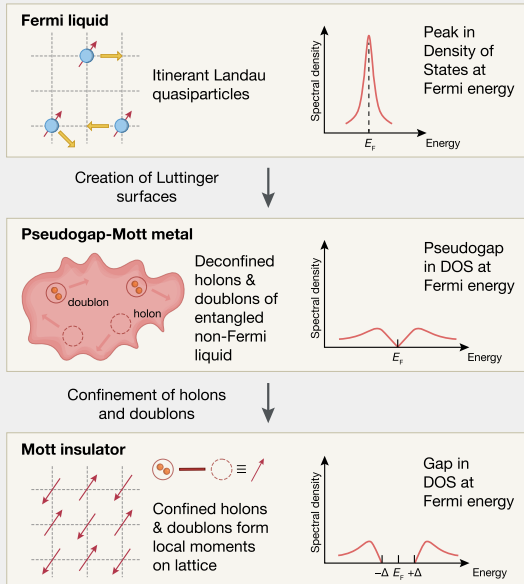 Fermi liquid
Itinerant Landau
quasiparticles
Spectral density
E_F
Energy
Peak in
Density of
States at
Fermi energy
Creation of Luttinger
surfaces
Pseudogap-Mott metal
doublon
holon
Deconfined
holons &
doublons of
entangled
non-Fermi
liquid
Spectral density
E_F
Energy
Pseudogap
in DOS at
Fermi energy
Confinement of holons
and doublons
Mott insulator
≡
Confined holons
& doublons form
local moments
on lattice
Spectral density
−Δ E_F +Δ
Energy
Gap in
DOS at
Fermi energy